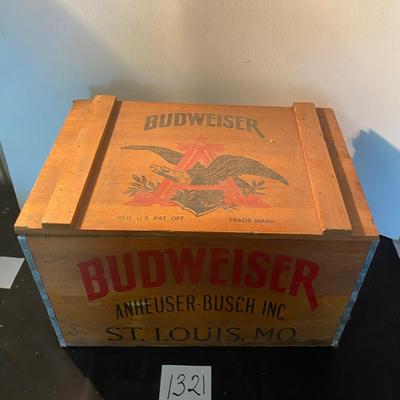 BUDWEISER
A
REG. U.S. PAT. OFF.
TRADE MARK
BUDWEISER
ANHEUSER-BUSCH INC.
ST. LOUIS, MO.
1321